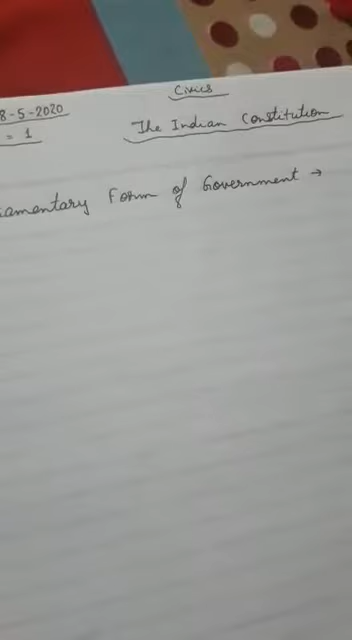 Civics
8-5-2020
= 1
The Indian Constitution
amentary Form of Government →